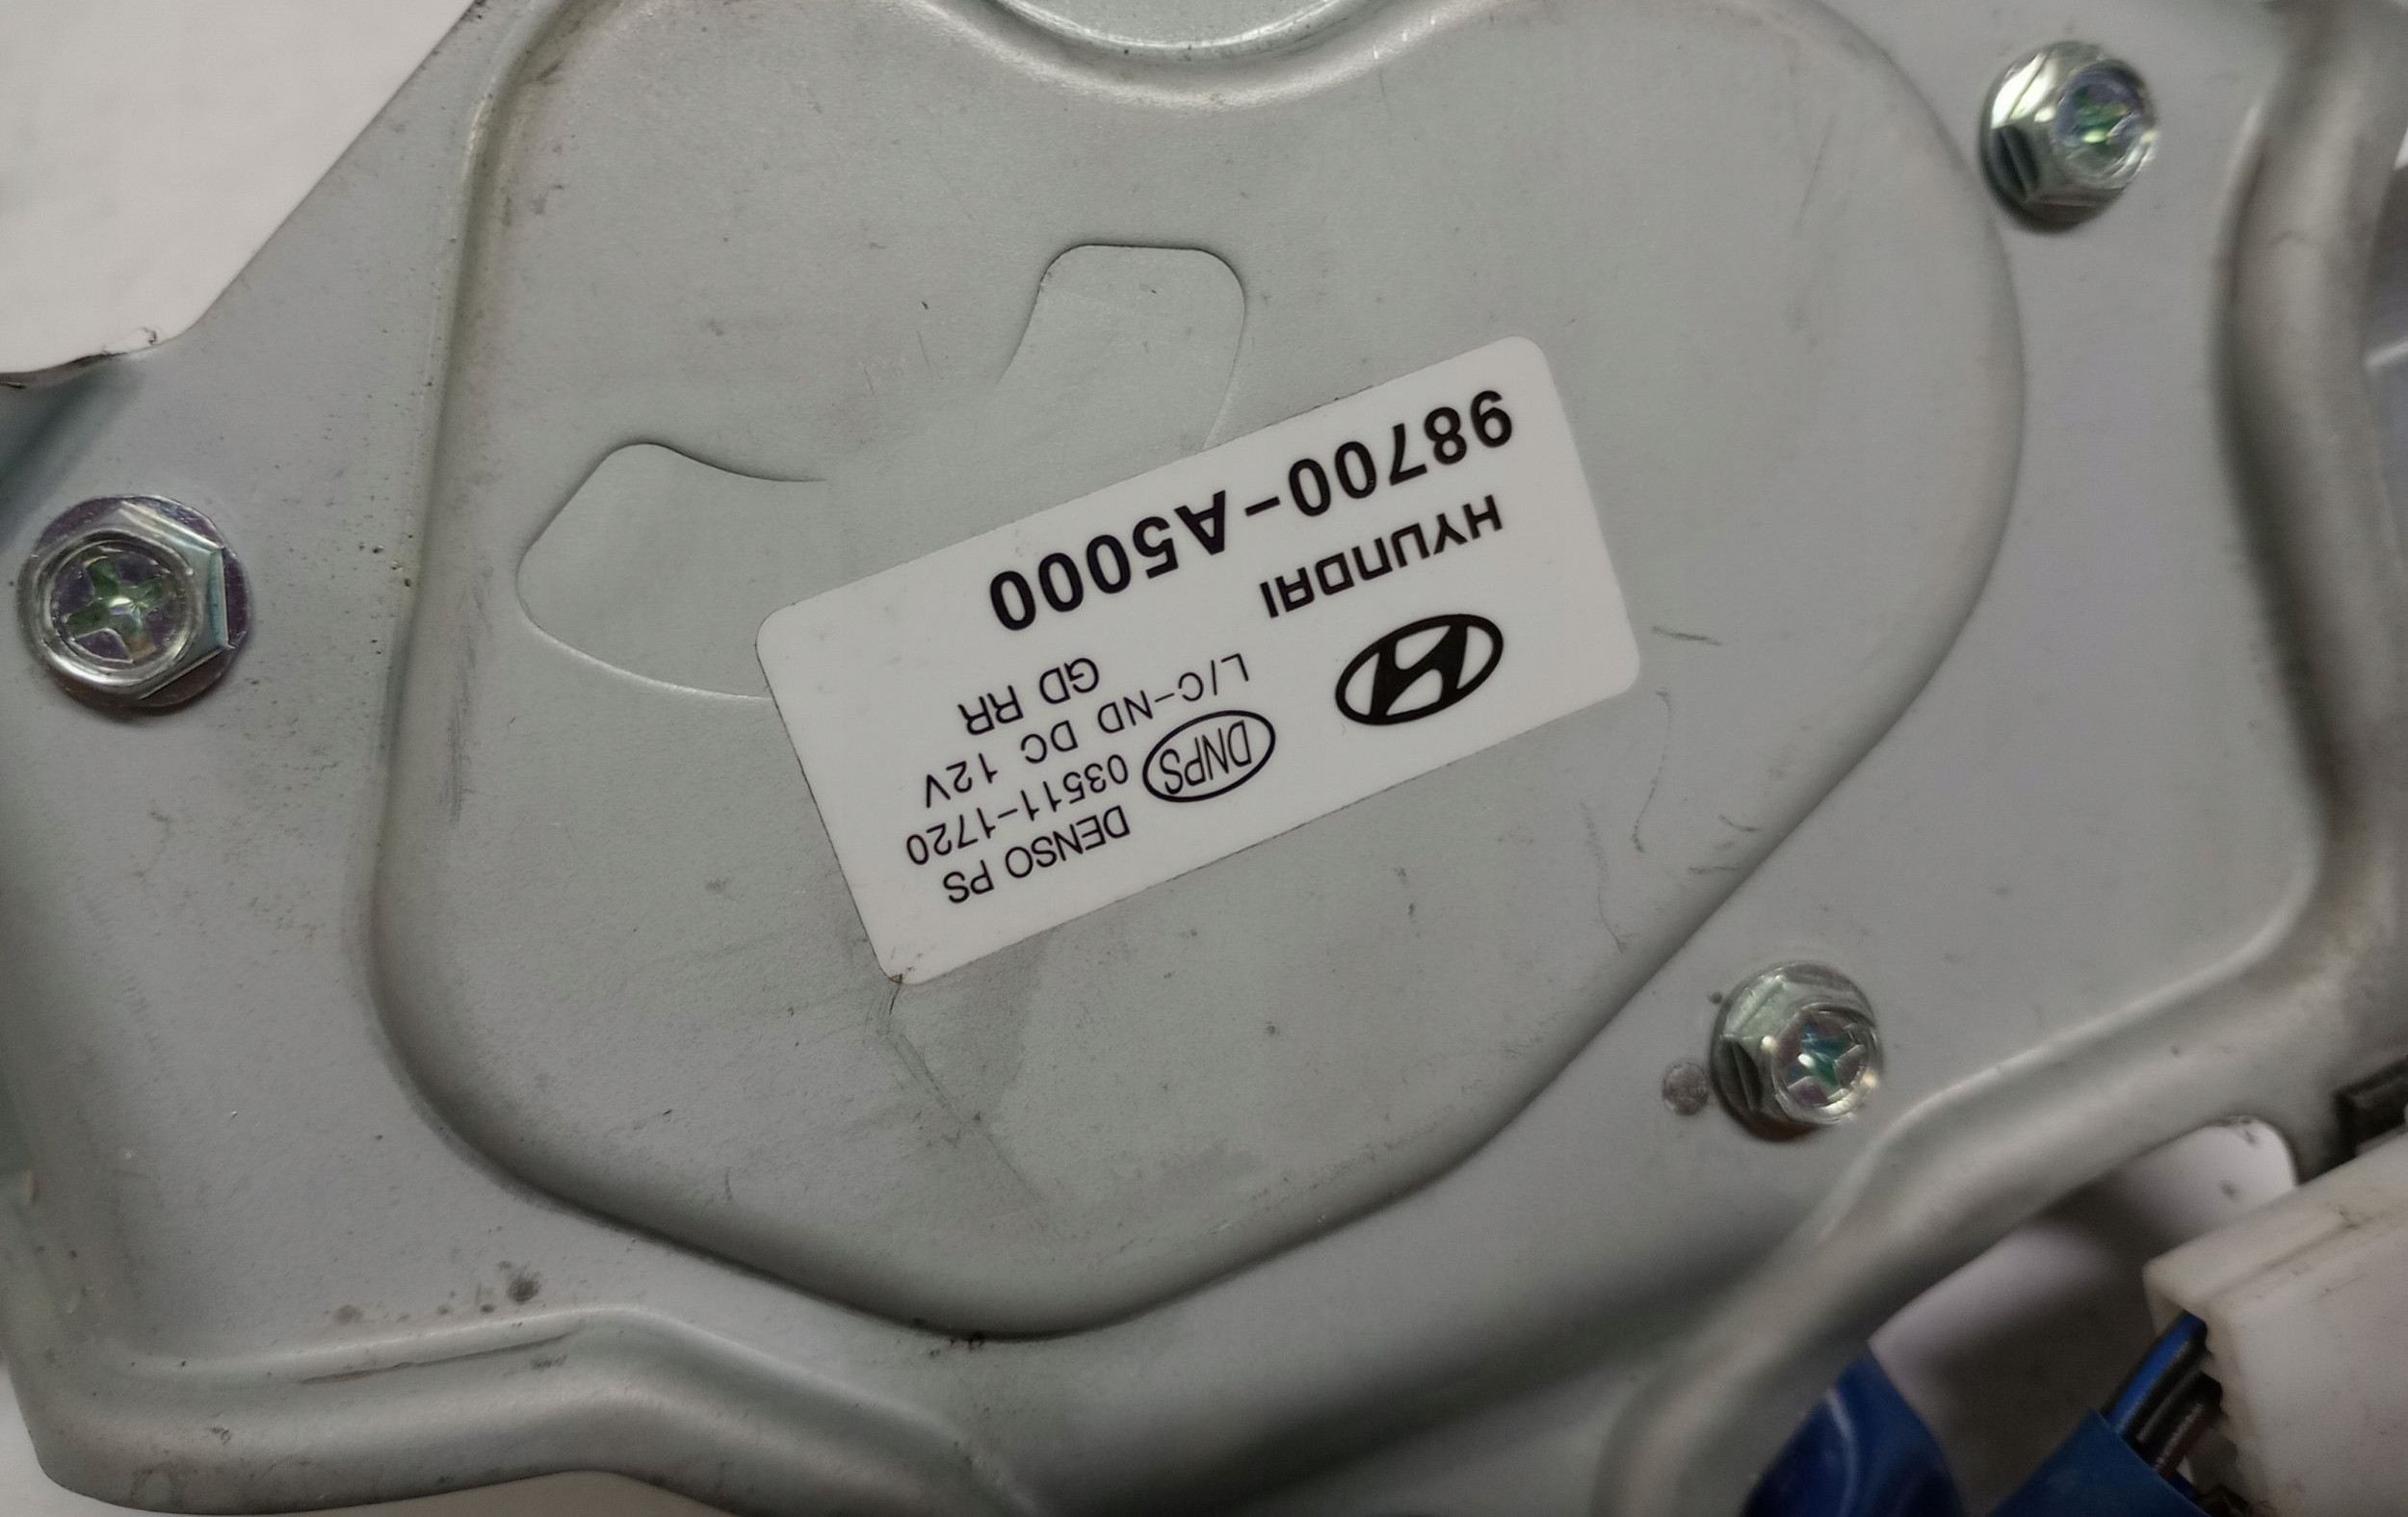 98700-A5000
HYUNDAI
GD RR
L/C-ND DC 12V
DNPS 03511-1720
DENSO PS